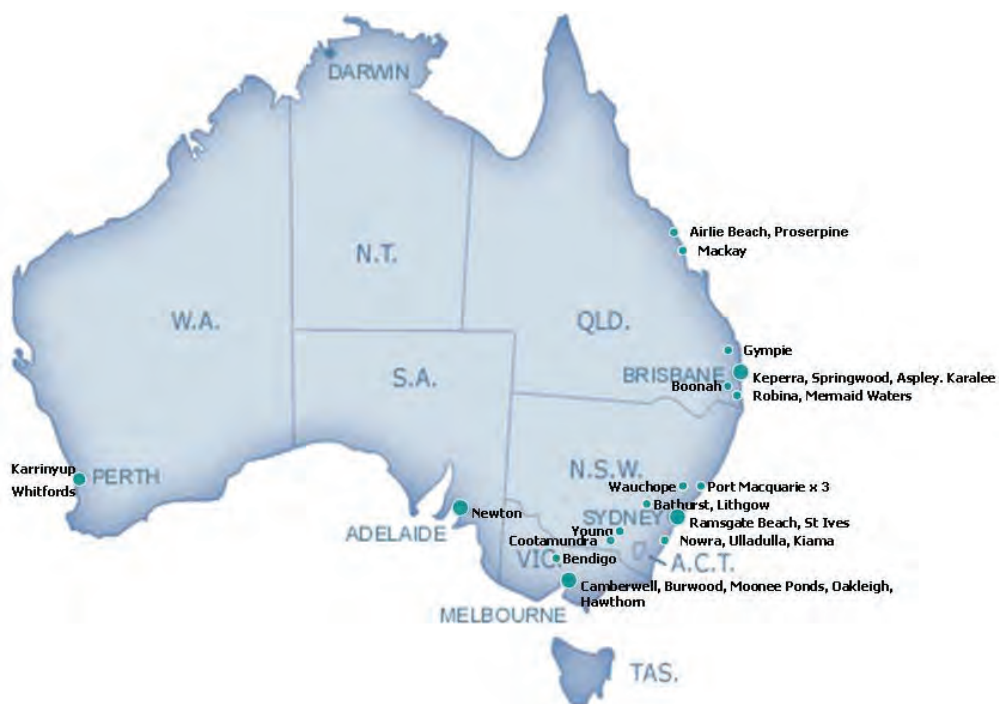 DARWIN
Airlie Beach, Proserpine
Mackay
N.T.
W.A.
QLD.
Gympie
S.A.
BRISBANE
Keperra, Springwood, Aspley. Karalee
Boonah
Robina, Mermaid Waters
Karrinyup
PERTH
Whitfords
N.S.W.
Wauchope
Port Macquarie x 3
Bathurst, Lithgow
Newton
SYDNEY
Ramsgate Beach, St Ives
ADELAIDE
Young
Cootamundra
Nowra, Ulladulla, Kiama
VIC.
Bendigo
A.C.T.
Camberwell, Burwood, Moonee Ponds, Oakleigh,
Hawthorn
MELBOURNE
TAS.